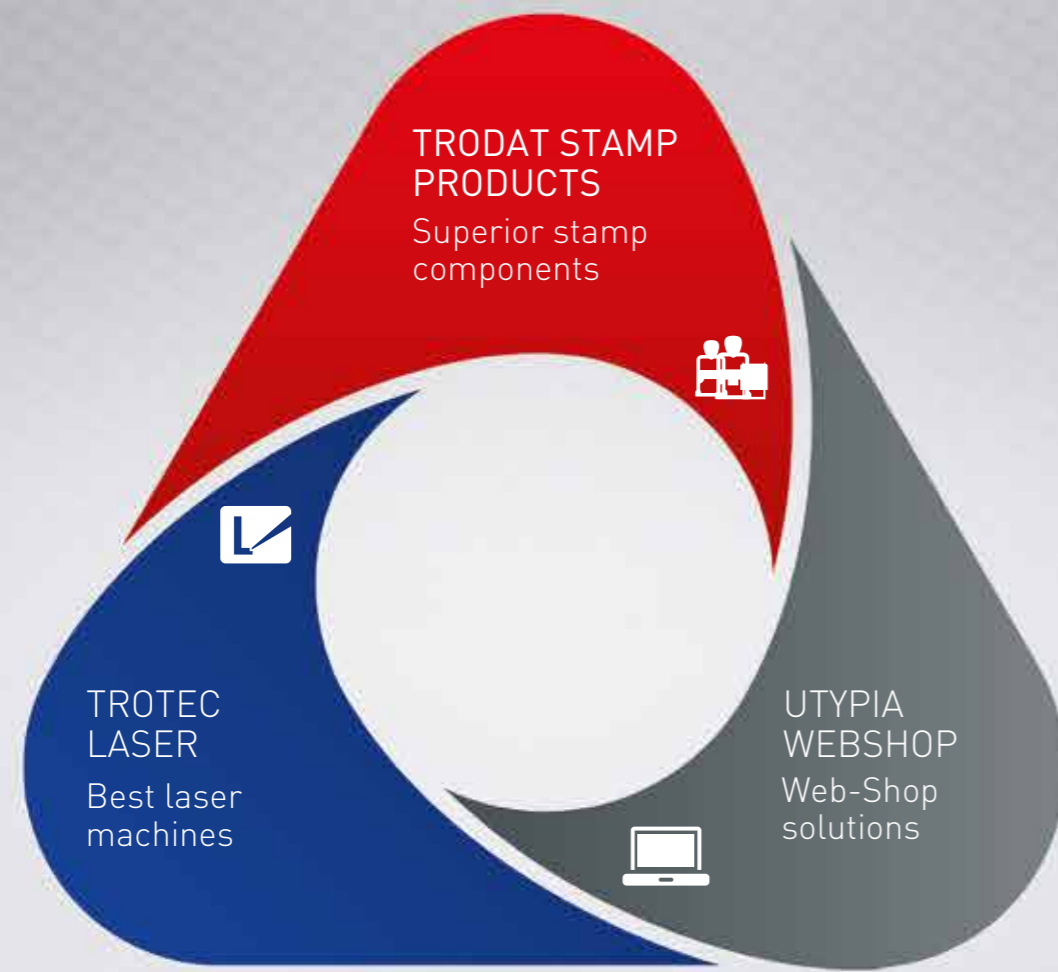 TRODAT STAMP
PRODUCTS
Superior stamp
components
TROTEC
LASER
Best laser
machines
UTYPIA
WEBSHOP
Web-Shop
solutions
L